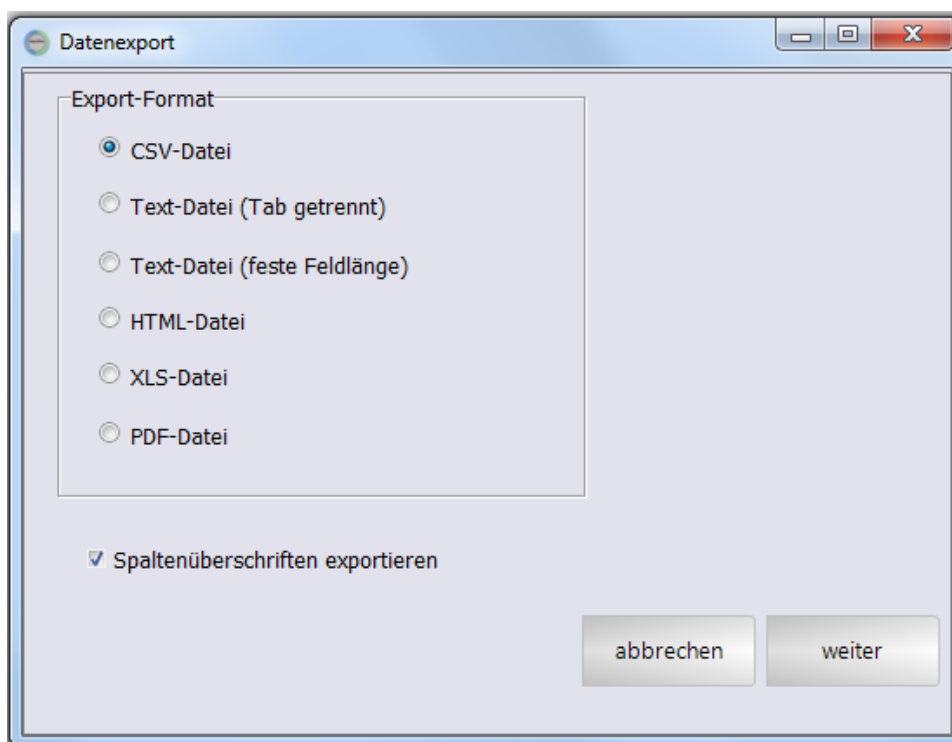 Datenexport
Export-Format
CSV-Datei
Text-Datei (Tab getrennt)
Text-Datei (feste Feldlänge)
HTML-Datei
XLS-Datei
PDF-Datei
Spaltenüberschriften exportieren
abbrechen
weiter